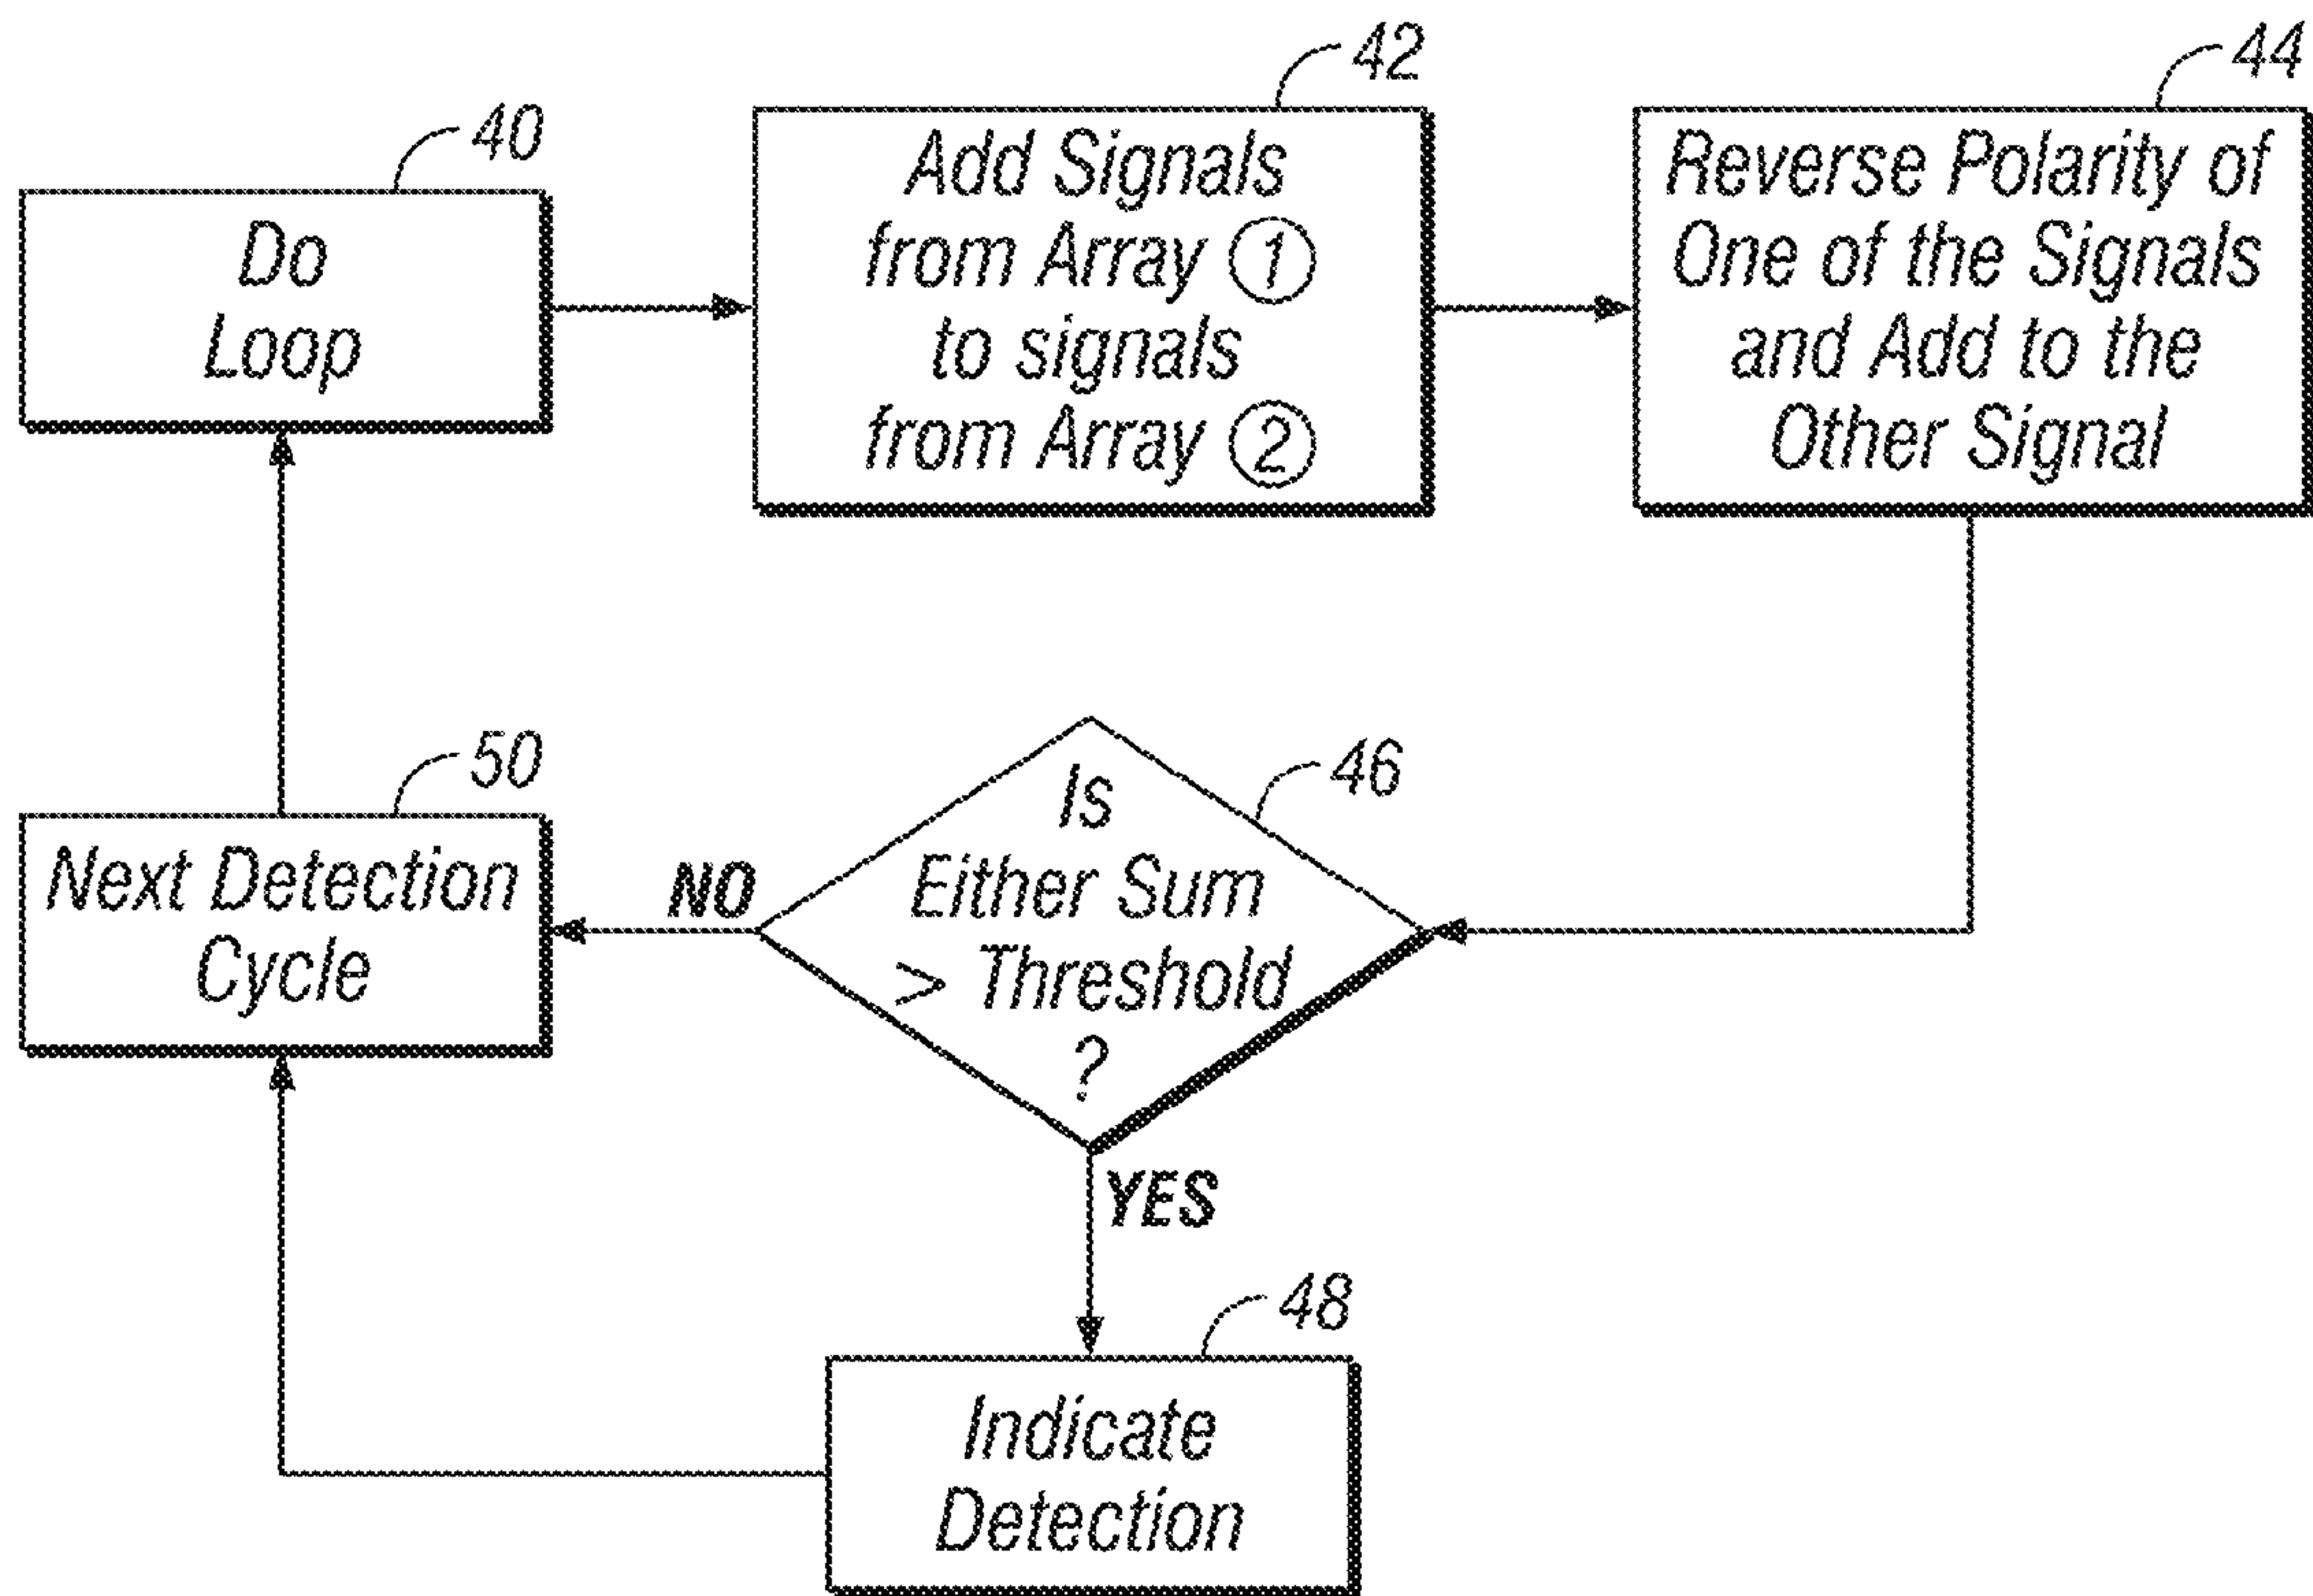 40
Do
Loop
42
Add Signals
from Array ①
to signals
from Array ②
44
Reverse Polarity of
One of the Signals
and Add to the
Other Signal
46
Is
Either Sum
> Threshold
?
NO
YES
50
Next Detection
Cycle
48
Indicate
Detection